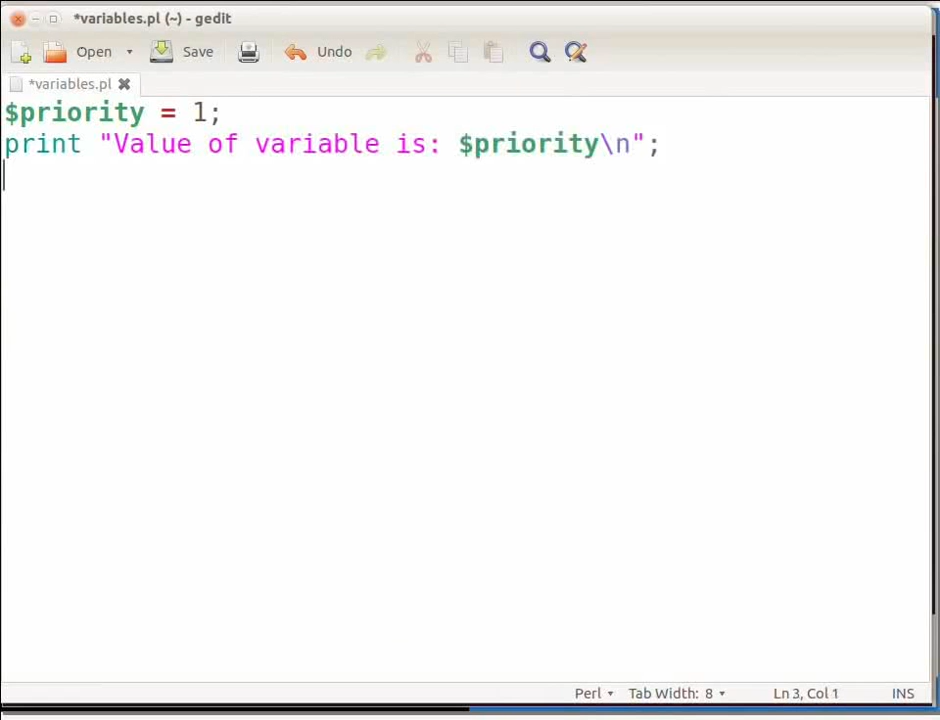 *variables.pl (~) - gedit
Open Save Undo
*variables.pl
$priority = 1;
print "Value of variable is: $priority\n";
Perl Tab Width: 8 Ln 3, Col 1 INS